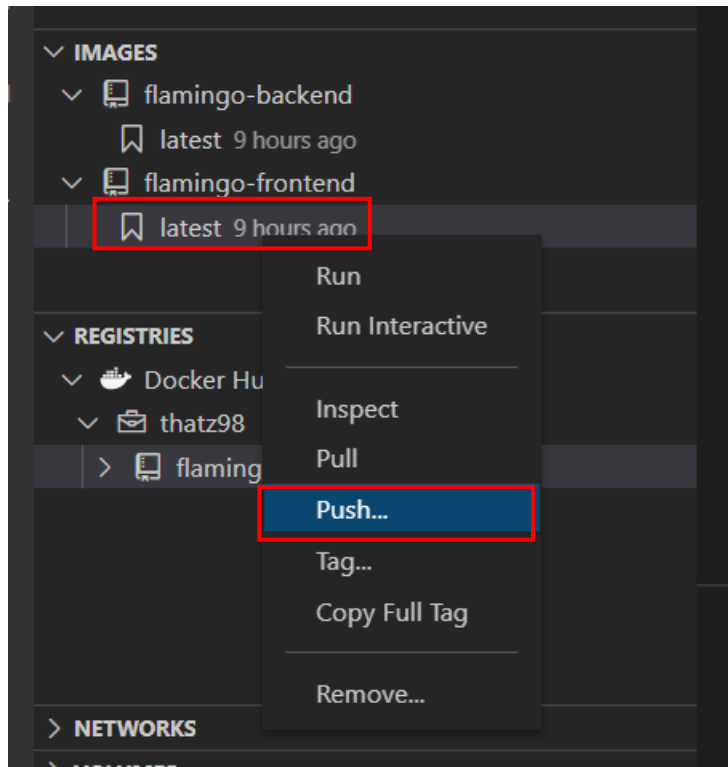 IMAGES
flamingo-backend
latest 9 hours ago
flamingo-frontend
latest 9 hours ago
Run
Run Interactive
Inspect
Pull
Push...
Tag...
Copy Full Tag
Remove...
REGISTRIES
Docker Hu
thatz98
flaming
NETWORKS
VOLUMES